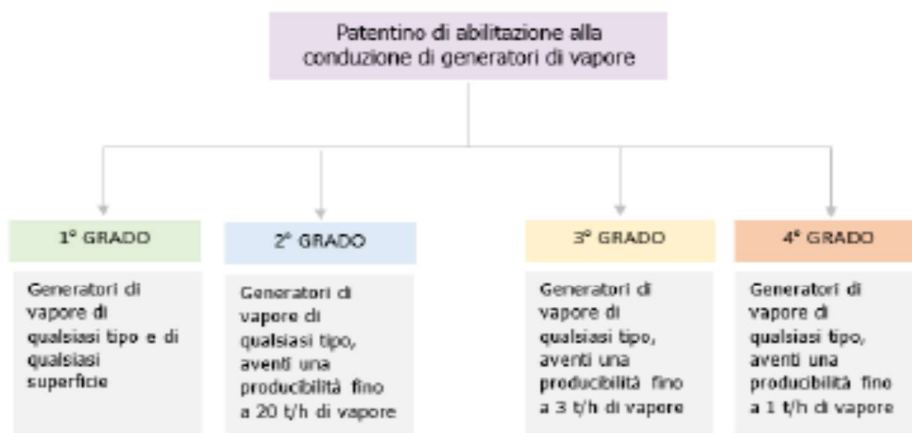 Patentino di abilitazione alla
conduzione di generatori di vapore
1° GRADO
Generatori di
vapore di
qualsiasi tipo e di
qualsiasi
superficie
2° GRADO
Generatori di
vapore di
qualsiasi tipo,
aventi una
producibilità fino
a 20 t/h di vapore
3° GRADO
Generatori di
vapore di
qualsiasi tipo,
aventi una
producibilità fino
a 3 t/h di vapore
4° GRADO
Generatori di
vapore di
qualsiasi tipo,
aventi una
producibilità fino
a 1 t/h di vapore